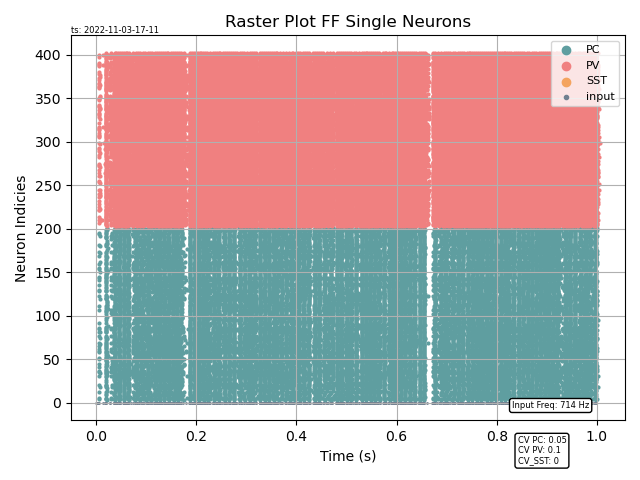 Raster Plot FF Single Neurons
ts: 2022-11-03-17-11
PC
PV
SST
input
400
350
300
250
200
150
100
50
0
Neuron Indicies
Input Freq: 714 Hz
0.0 0.2 0.4 0.6 0.8 1.0
Time (s)
CV PC: 0.05
CV PV: 0.1
CV_SST: 0